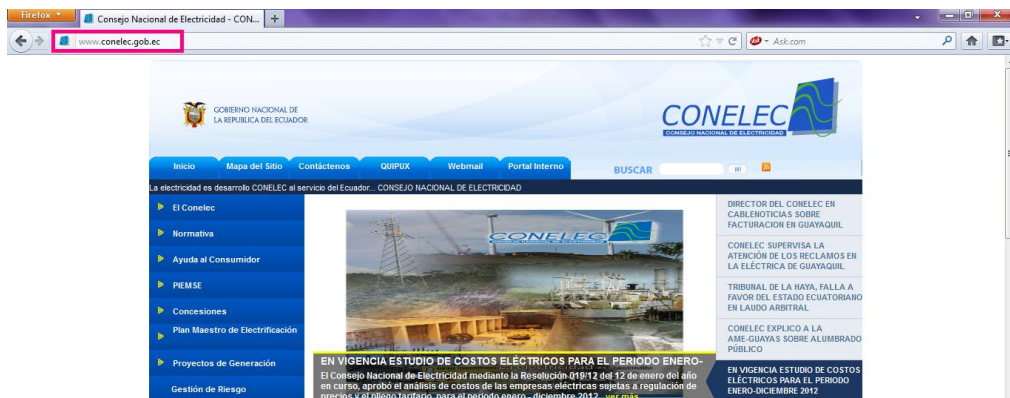 Firefox
Consejo Nacional de Electricidad - CON...
www.conelec.gob.ec
Ask.com
GOBIERNO NACIONAL DE
LA REPUBLICA DEL ECUADOR
CONELEC
CONSEJO NACIONAL DE ELECTRICIDAD
Inicio
Mapa del Sitio
Contáctenos
QUIPUX
Webmail
Portal Interno
BUSCAR
La electricidad es desarrollo CONELEC al servicio del Ecuador... CONSEJO NACIONAL DE ELECTRICIDAD
El Conelec
Normativa
Ayuda al Consumidor
PIEMSE
Concesiones
Plan Maestro de Electrificación
Proyectos de Generación
Gestión de Riesgo
CONELEC
EN VIGENCIA ESTUDIO DE COSTOS ELÉCTRICOS PARA EL PERIODO ENERO-
El Consejo Nacional de Electricidad mediante la Resolución 019/12 del 12 de enero del año
en curso, aprobó el análisis de costos de las empresas eléctricas sujetas a regulación de
precios y el pliego tarifario, para el periodo enero - diciembre 2012 ver más
DIRECTOR DEL CONELEC EN
CABLENOTICIAS SOBRE
FACTURACION EN GUAYAQUIL
CONELEC SUPERVISA LA
ATENCIÓN DE LOS RECLAMOS EN
LA ELÉCTRICA DE GUAYAQUIL
TRIBUNAL DE LA HAYA, FALLA A
FAVOR DEL ESTADO ECUATORIANO
EN LAUDO ARBITRAL
CONELEC EXPLICO A LA
AME-GUAYAS SOBRE ALUMBRADO
PÚBLICO
EN VIGENCIA ESTUDIO DE COSTOS
ELÉCTRICOS PARA EL PERIODO
ENERO-DICIEMBRE 2012